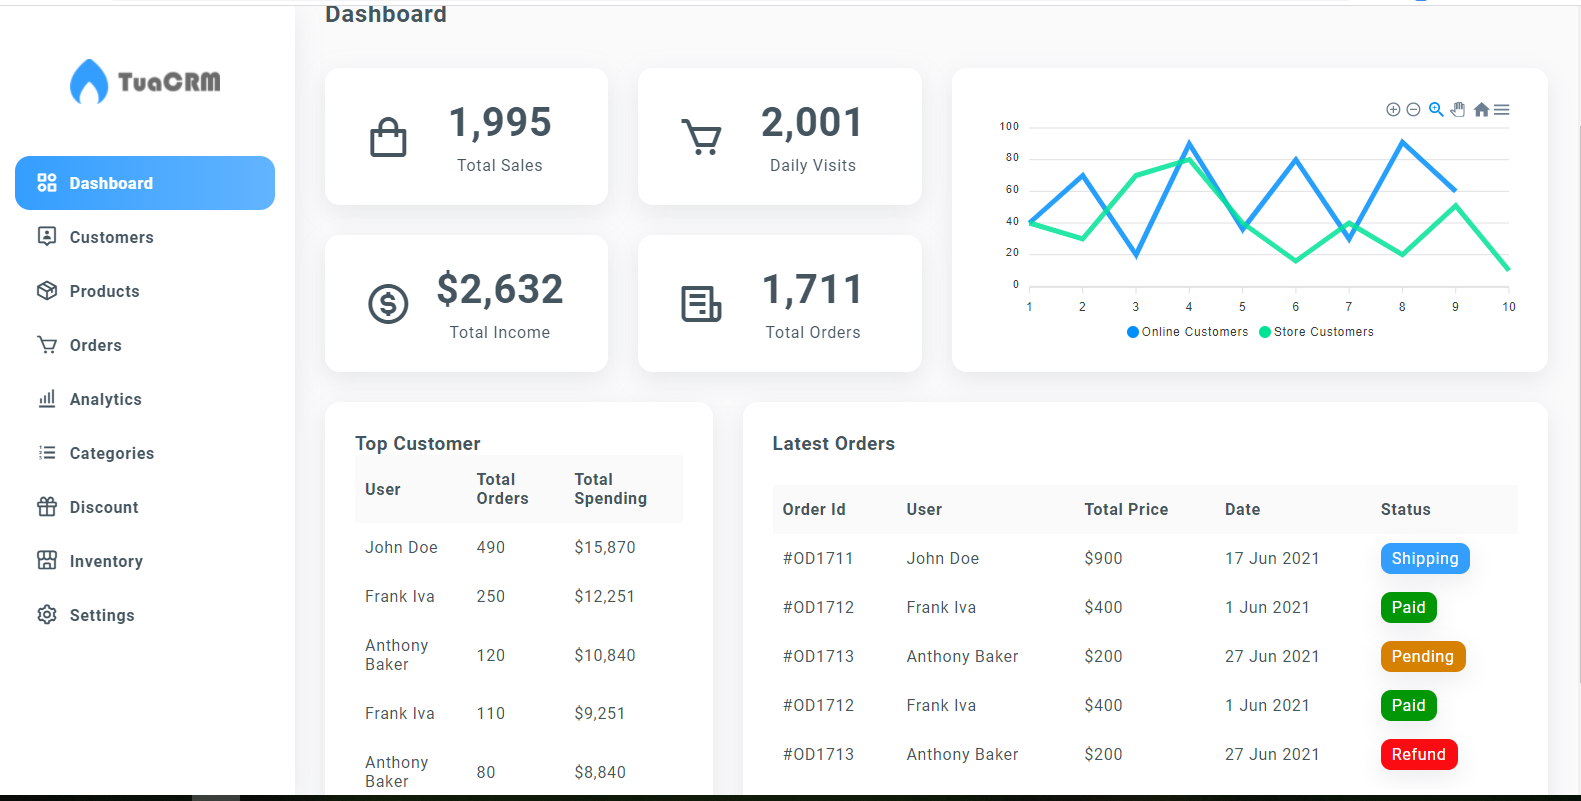 Dashboard
TuaCRM
Dashboard
Customers
Products
Orders
Analytics
Categories
Discount
Inventory
Settings
1,995
Total Sales
2,001
Daily Visits
$2,632
Total Income
1,711
Total Orders
100
80
60
40
20
0
1 2 3 4 5 6 7 8 9 10
Online Customers Store Customers
Top Customer
User Total Orders Total Spending
John Doe 490 $15,870
Frank Iva 250 $12,251
Anthony Baker 120 $10,840
Frank Iva 110 $9,251
Anthony Baker 80 $8,840
Latest Orders
Order Id User Total Price Date Status
#OD1711 John Doe $900 17 Jun 2021 Shipping
#OD1712 Frank Iva $400 1 Jun 2021 Paid
#OD1713 Anthony Baker $200 27 Jun 2021 Pending
#OD1712 Frank Iva $400 1 Jun 2021 Paid
#OD1713 Anthony Baker $200 27 Jun 2021 Refund